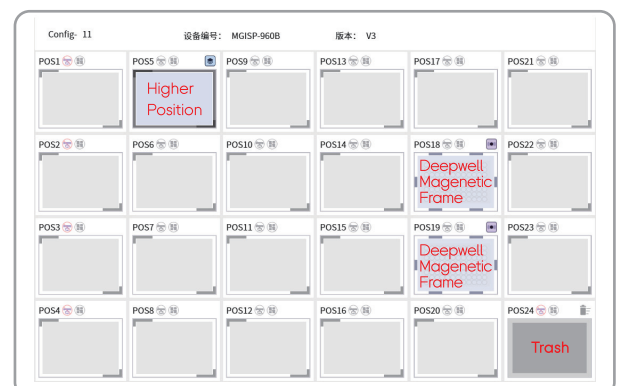 Config- 11 设备编号: MGISP-960B 版本: V3
POS1 POS5 POS9 POS13 POS17 POS21
Higher
Position
POS2 POS6 POS10 POS14 POS18 POS22
Deepwell
Magenetic
Frame
POS3 POS7 POS11 POS15 POS19 POS23
Deepwell
Magenetic
Frame
POS4 POS8 POS12 POS16 POS20 POS24
Trash